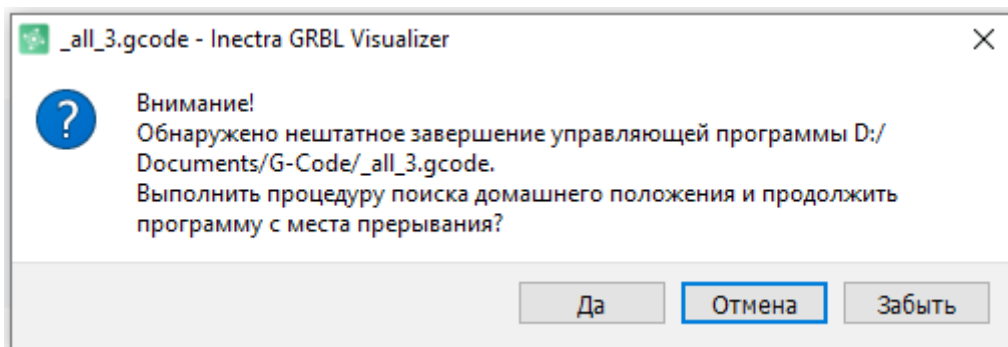 _all_3.gcode - Inectra GRBL Visualizer
Внимание!
Обнаружено нештатное завершение управляющей программы D:/
Documents/G-Code/_all_3.gcode.
Выполнить процедуру поиска домашнего положения и продолжить
программу с места прерывания?
Да Отмена Забыть